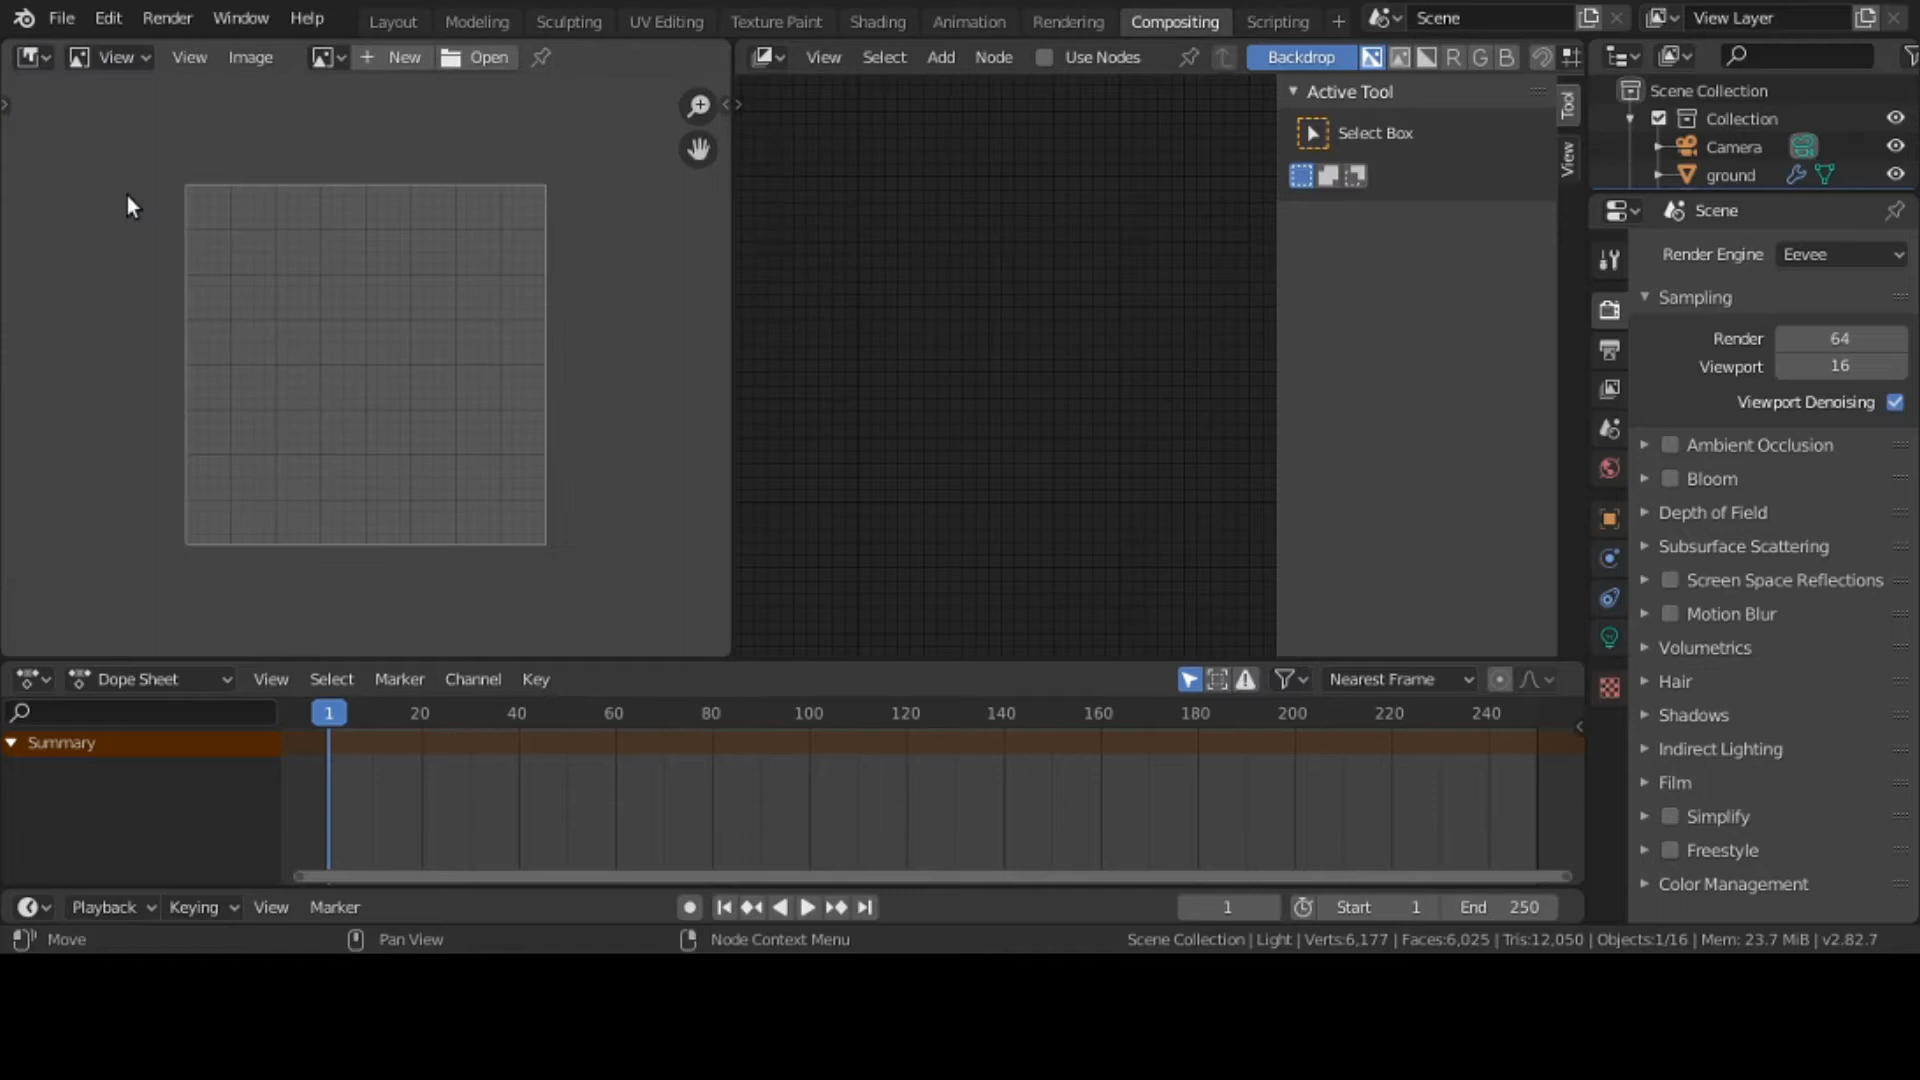 File Edit Render Window Help Layout Modeling Sculpting UV Editing Texture Paint Shading Animation Rendering Compositing Scripting + Scene View Layer
View View Image + New Open View Select Add Node Use Nodes Backdrop R G B
Active Tool
Select Box
Tool
View
Scene Collection
Collection
Camera
ground
Scene
Render Engine Eevee
Sampling
Render 64
Viewport 16
Viewport Denoising
Ambient Occlusion
Bloom
Depth of Field
Subsurface Scattering
Screen Space Reflections
Motion Blur
Volumetrics
Hair
Shadows
Indirect Lighting
Film
Simplify
Freestyle
Color Management
Dope Sheet View Select Marker Channel Key Nearest Frame
1 20 40 60 80 100 120 140 160 180 200 220 240
Summary
Playback Keying View Marker 1 Start 1 End 250
Move Pan View Node Context Menu Scene Collection | Light | Verts:6,177 | Faces:6,025 | Tris:12,050 | Objects:1/16 | Mem: 23.7 MiB | v2.82.7